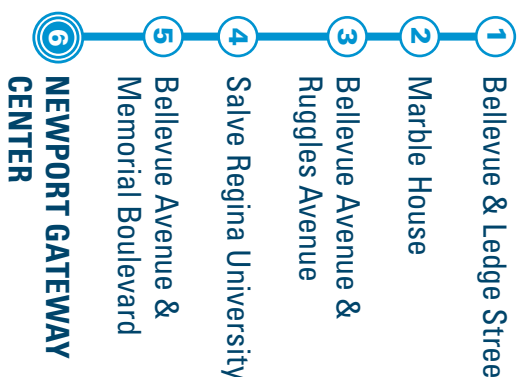 1
Bellevue & Ledge Stree
2
Marble House
3
Bellevue Avenue &
Ruggles Avenue
4
Salve Regina University
5
Bellevue Avenue &
Memorial Boulevard
6
NEWPORT GATEWAY
CENTER